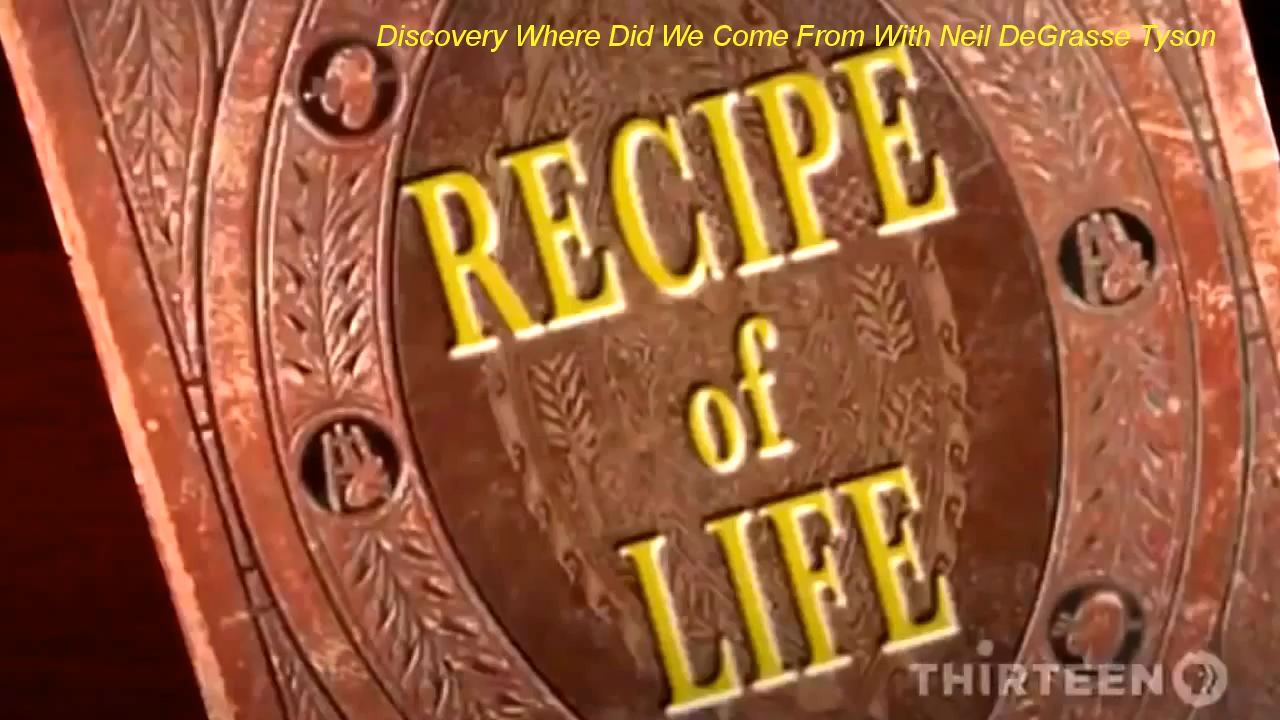 Discovery Where Did We Come From With Neil DeGrasse Tyson
RECIPE
of
LIFE
THiRTEEN